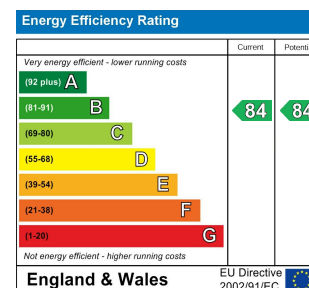 Energy Efficiency Rating
Current Potenti
Very energy efficient - lower running costs
(92 plus) A
(81-91) B 84 84
(69-80) C
(55-68) D
(39-54) E
(21-38) F
(1-20) G
Not energy efficient - higher running costs
England & Wales
EU Directive
2002/91/EC